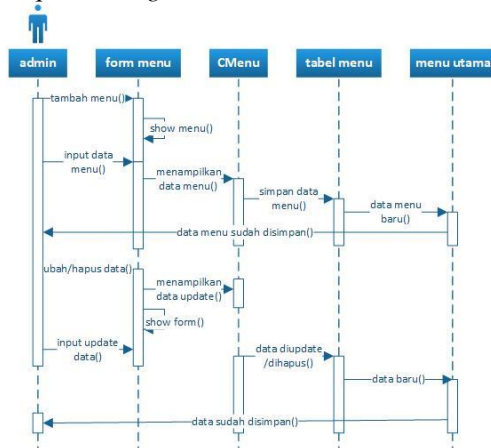 admin
form menu
CMenu
tabel menu
menu utama
tambah menu()
show menu()
input data
menu()
menampilkan
data menu()
simpan data
menu()
data menu
baru()
data menu sudah disimpan()
ubah/hapus data()
menampilkan
data update()
show form()
input update
data()
data diupdate
/dihapus()
data baru()
data sudah disimpan()